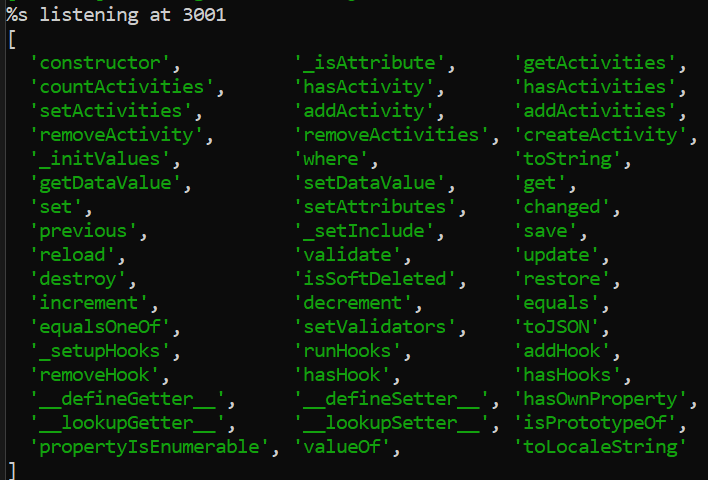 %s listening at 3001
[
  'constructor', '_isAttribute', 'getActivities',
  'countActivities', 'hasActivity', 'hasActivities',
  'setActivities', 'addActivity', 'addActivities',
  'removeActivity', 'removeActivities', 'createActivity',
  '_initValues', 'where', 'toString',
  'getDataValue', 'setDataValue', 'get',
  'set', 'setAttributes', 'changed',
  'previous', '_setInclude', 'save',
  'reload', 'validate', 'update',
  'destroy', 'isSoftDeleted', 'restore',
  'increment', 'decrement', 'equals',
  'equalsOneOf', 'setValidators', 'toJSON',
  '_setupHooks', 'runHooks', 'addHook',
  'removeHook', 'hasHook', 'hasHooks',
  '__defineGetter__', '__defineSetter__', 'hasOwnProperty',
  '__lookupGetter__', '__lookupSetter__', 'isPrototypeOf',
  'propertyIsEnumerable', 'valueOf', 'toLocaleString'
]